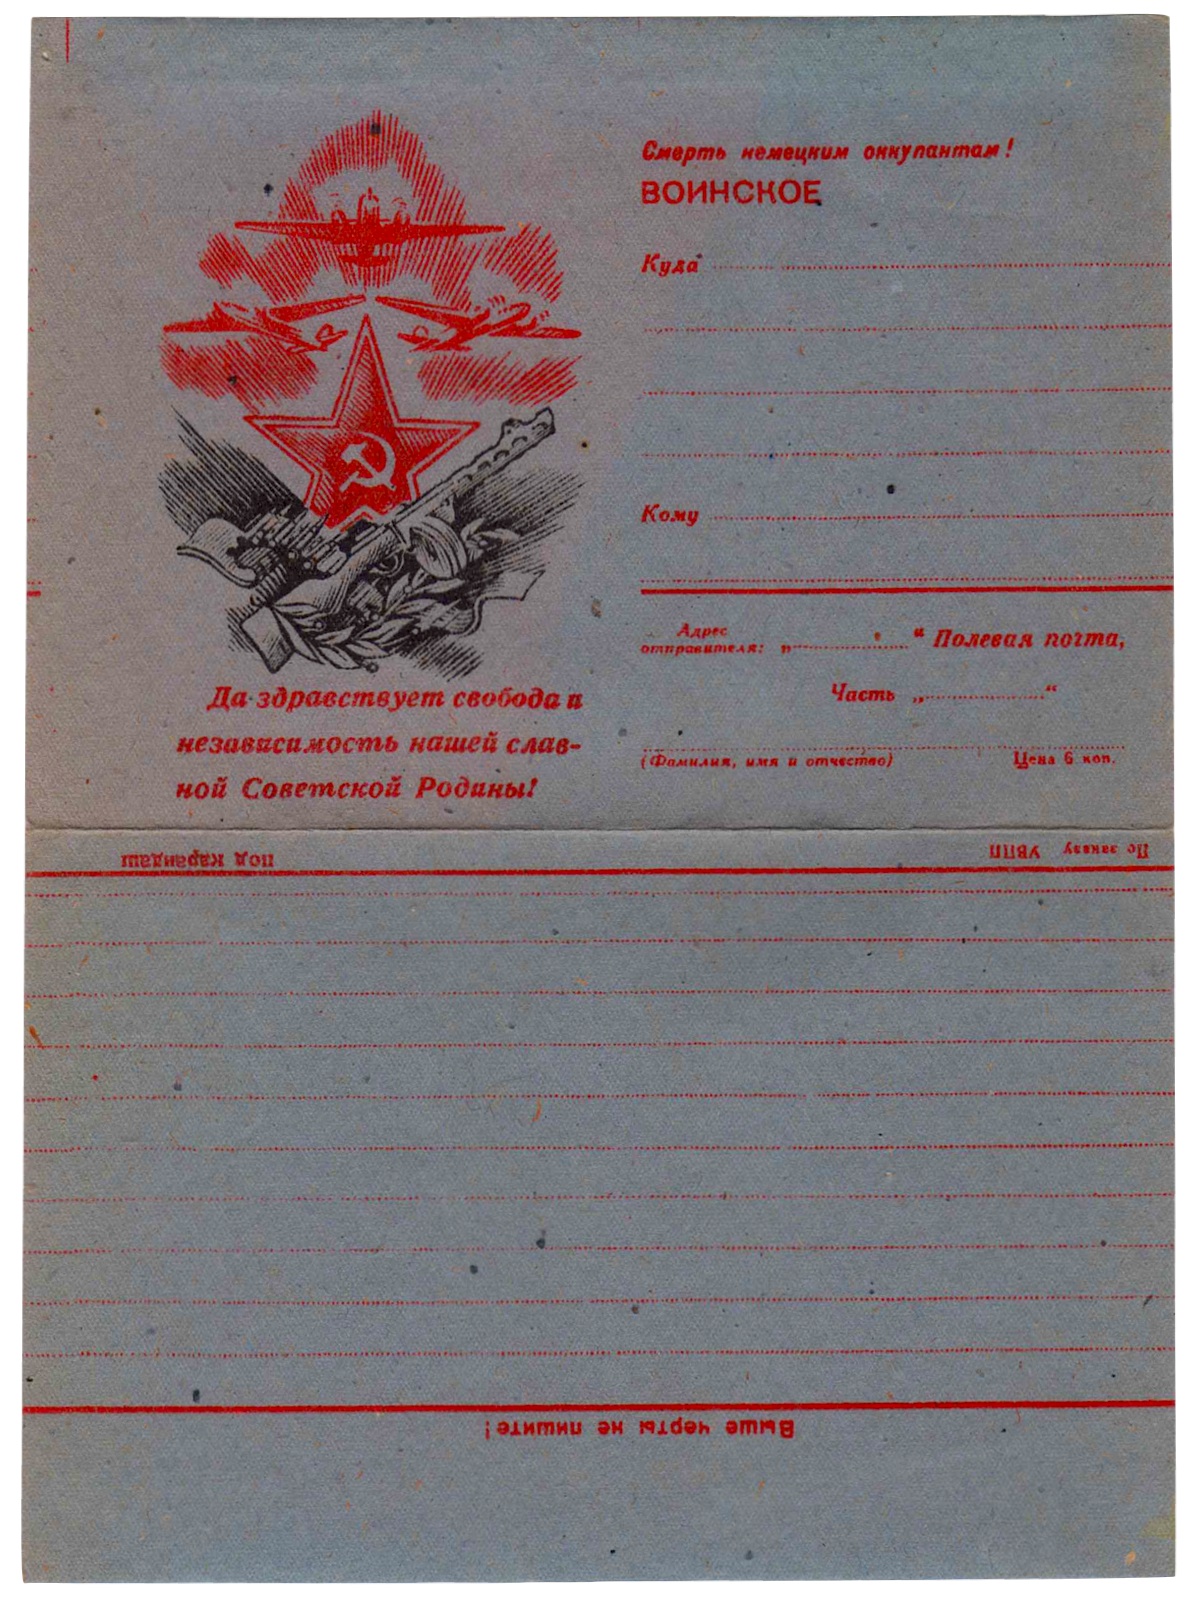 Смерть немецким оккупантам!
ВОИНСКОЕ
Куда
Кому
Адрес
отправителя: „ “ Полевая почта,
Часть „ “
(Фамилия, имя и отчество) Цена 6 коп.
Да здравствует свобода и
независимость нашей слав-
ной Советской Родины!
По заказу УВПП
под карандаш
Выше черты не пишите!